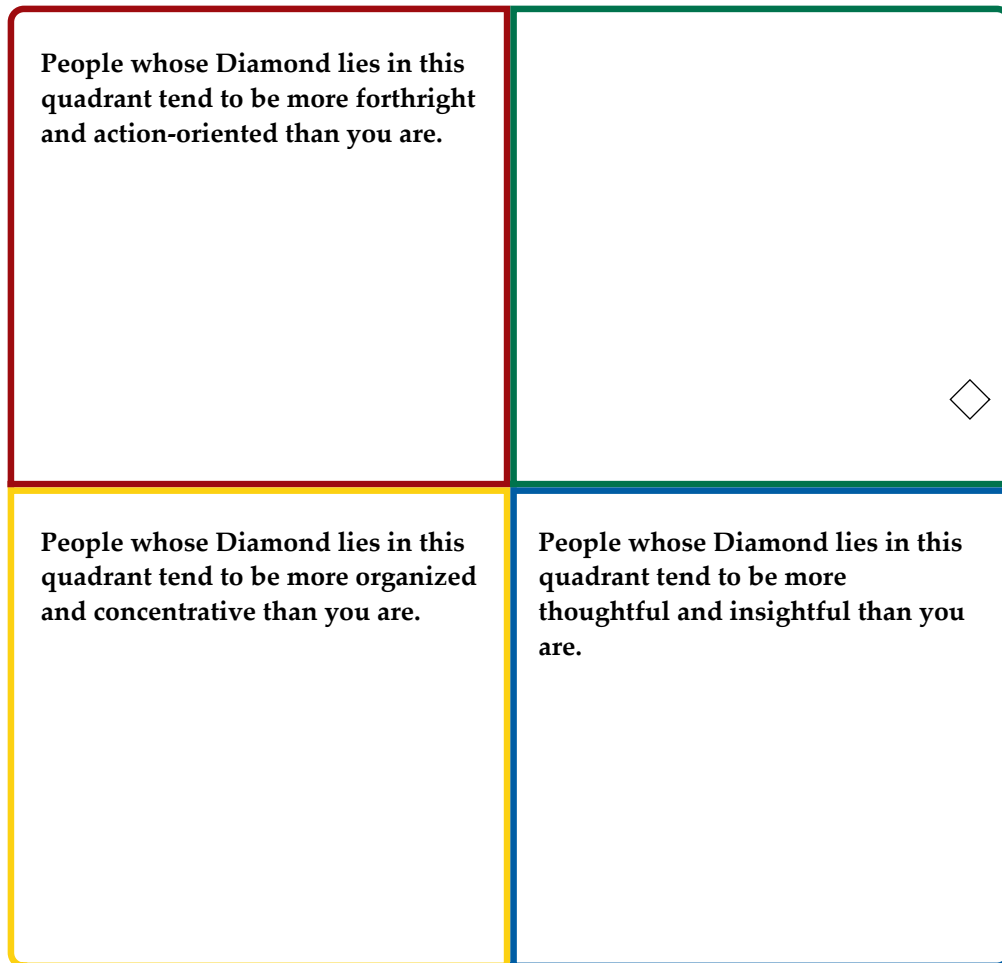 People whose Diamond lies in this
quadrant tend to be more forthright
and action-oriented than you are.
People whose Diamond lies in this
quadrant tend to be more organized
and concentrative than you are.
People whose Diamond lies in this
quadrant tend to be more
thoughtful and insightful than you
are.